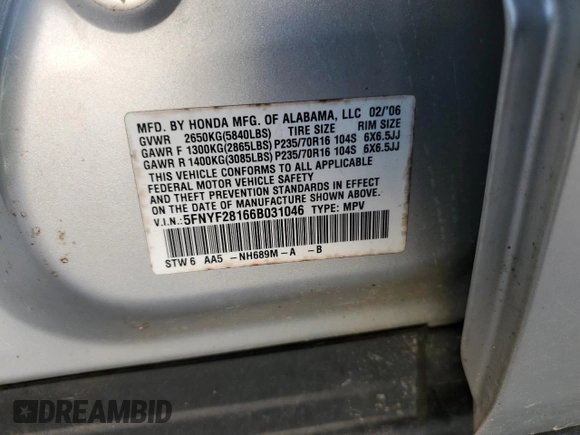 MFD. BY HONDA MFG. OF ALABAMA, LLC 02/'06
GVWR 2650KG(5840LBS) TIRE SIZE RIM SIZE
GAWR F 1300KG(2865LBS) P235/70R16 104S 6X6.5JJ
GAWR R 1400KG(3085LBS) P235/70R16 104S 6X6.5JJ
THIS VEHICLE CONFORMS TO ALL APPLICABLE
FEDERAL MOTOR VEHICLE SAFETY
AND THEFT PREVENTION STANDARDS IN EFFECT
ON THE DATE OF MANUFACTURE SHOWN ABOVE.
V.I.N.: 5FNYF28166B031046 TYPE: MPV
STW 6 AA5 -NH689M-A -B
DREAMBID